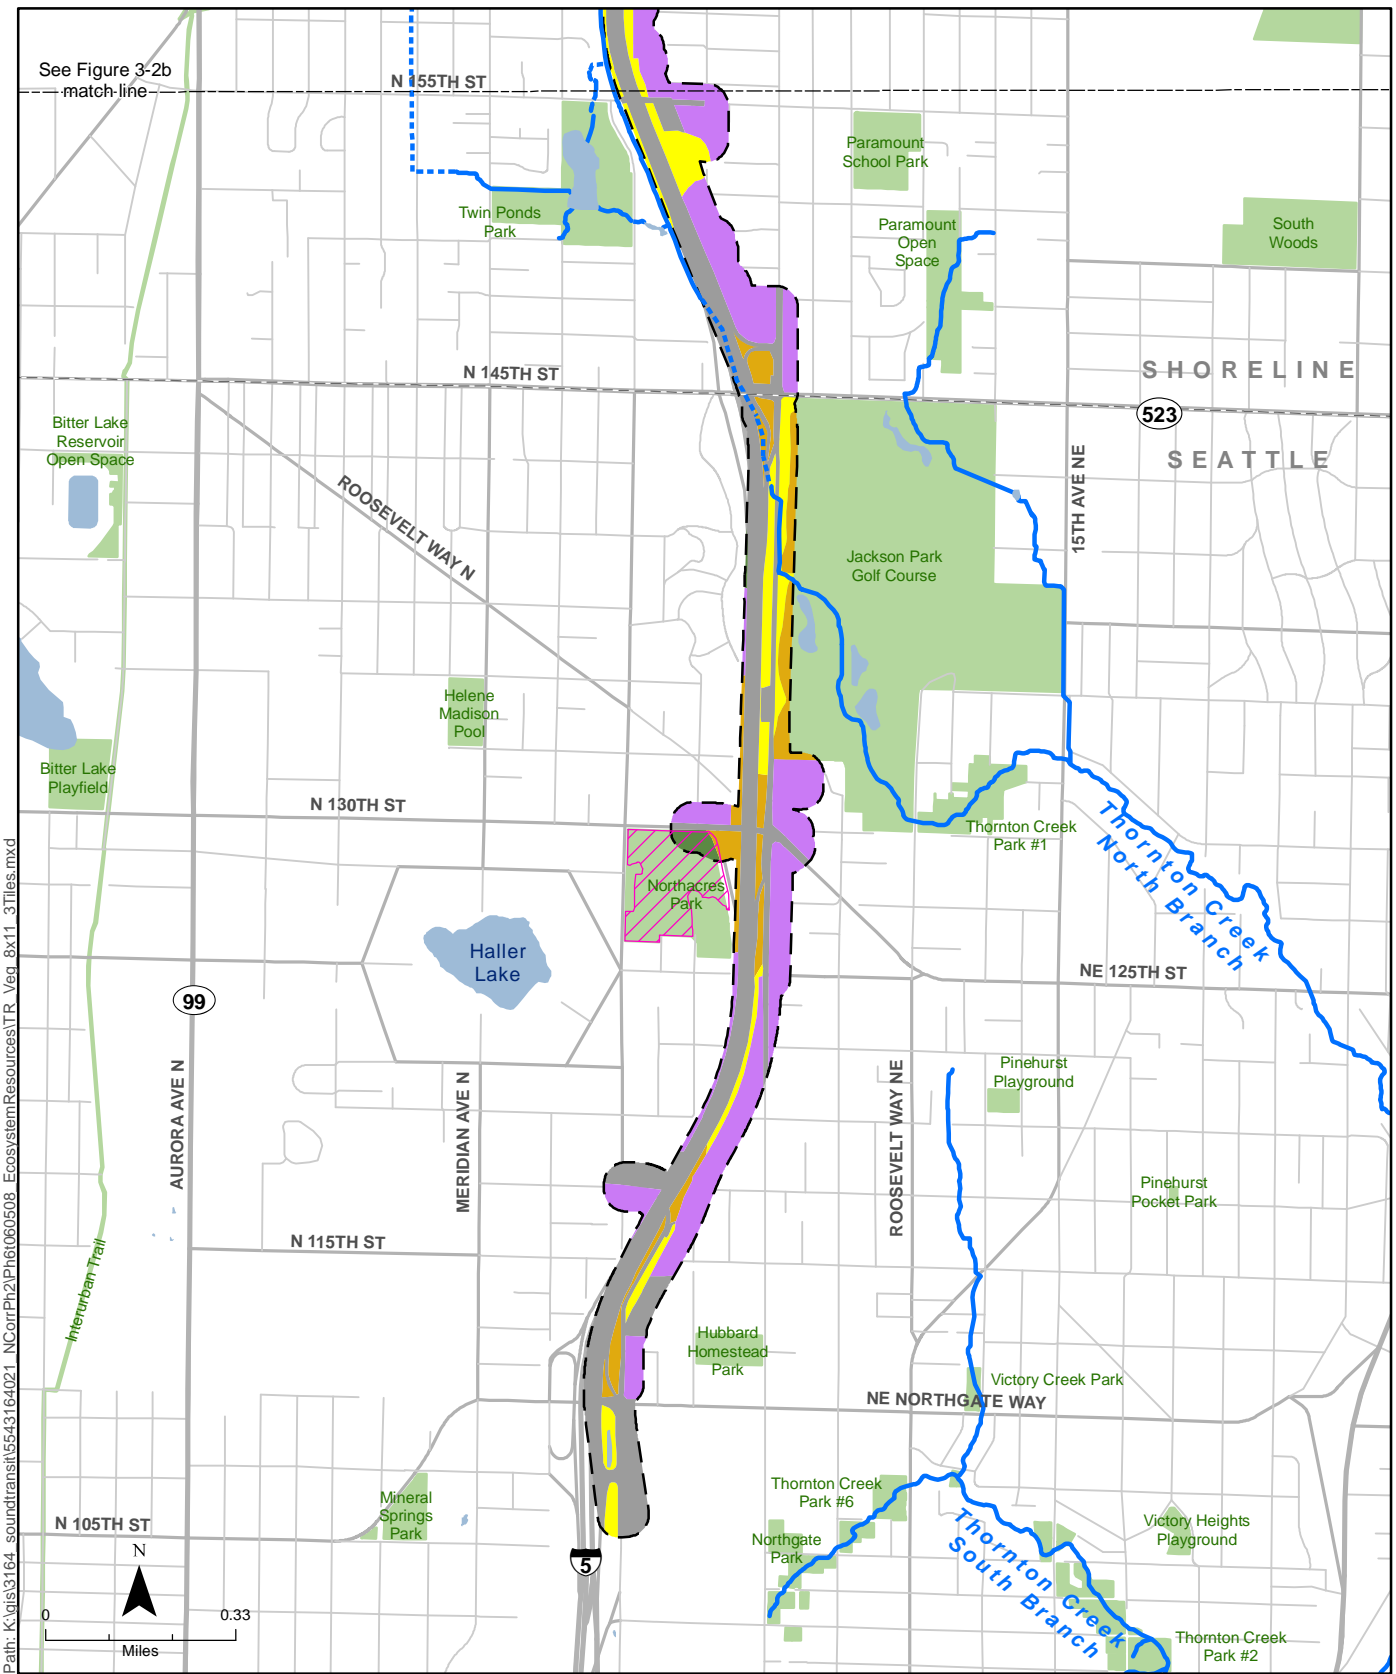 See Figure 3-2b
match line
N 155TH ST
Paramount
School Park
Twin Ponds
Park
Paramount
Open
Space
South
Woods
N 145TH ST
SHORELINE
523
SEATTLE
Bitter Lake
Reservoir
Open Space
ROOSEVELT WAY N
15TH AVE NE
Jackson Park
Golf Course
Helene
Madison
Pool
Bitter Lake
Playfield
N 130TH ST
Thornton Creek
Park #1
Thornton Creek
North Branch
Northacres
Park
Haller
Lake
NE 125TH ST
99
AURORA AVE N
MERIDIAN AVE N
ROOSEVELT WAY NE
Pinehurst
Playground
Pinehurst
Pocket Park
N 115TH ST
Interurban Trail
Hubbard
Homestead
Park
Victory Creek Park
NE NORTHGATE WAY
Mineral
Springs
Park
Thornton Creek
Park #6
Northgate
Park
Thornton Creek
South Branch
Victory Heights
Playground
N 105TH ST
5
N
0 0.33
Miles
Thornton Creek
Park #2
Path: K:\gis\3164_soundtransit\5543164021_NCorrPh2\Ph6t060508_EcosystemResources\TR_Veg_8x11_3Tiles.mxd